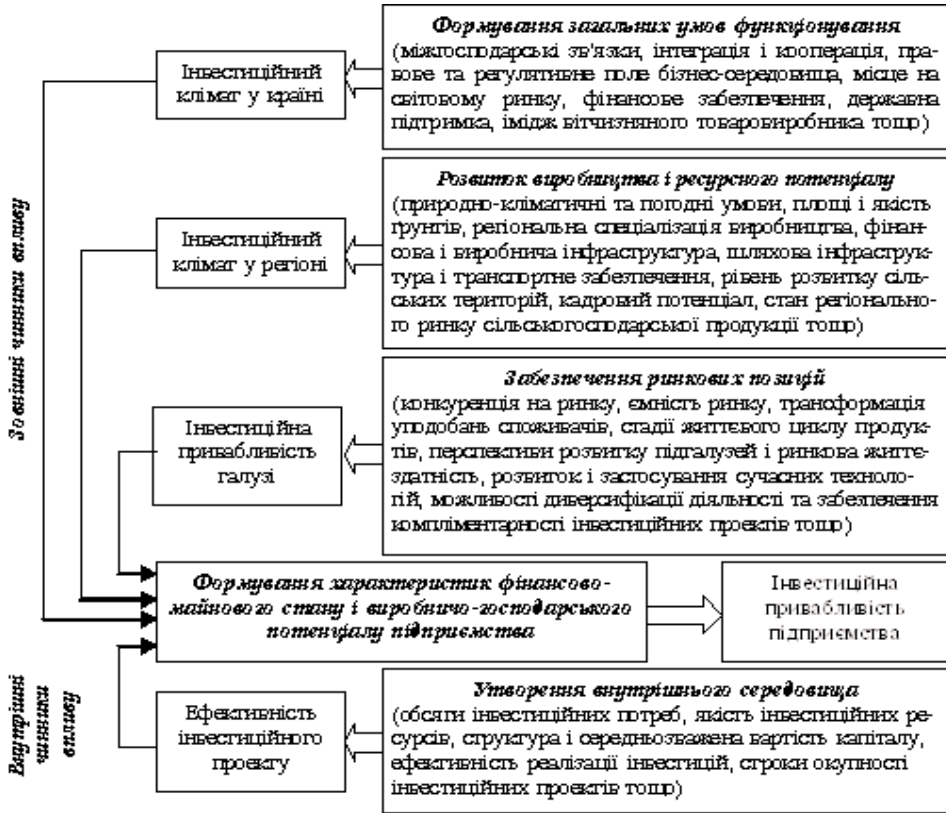 Формування загальних умов функціонування
(міжгосподарські зв'язки, інтеграція і кооперація, пра-
вове та регулятивне поле бізнес-середовища, місце на
світовому ринку, фінансове забезпечення, державна
підтримка, імідж вітчизняного товаровиробника тощо)
Інвестиційний
клімат у країні
Розвиток виробництва і ресурсного потенціалу
(природно-кліматичні та погодні умови, площі і якість
ґрунтів, регіональна спеціалізація виробництва, фінан-
сова і виробнича інфраструктура, шляхова інфраструк-
тура і транспортне забезпечення, рівень розвитку сіль-
ських територій, кадровий потенціал, стан регіонально-
го ринку сільськогосподарської продукції тощо)
Інвестиційний
клімат у регіоні
Забезпечення ринкових позицій
(конкуренція на ринку, ємність ринку, трансформація
уподобань споживачів, стадії життєвого циклу продук-
тів, перспективи розвитку підгалузей і ринкова життє-
здатність, розвиток і застосування сучасних техноло-
гій, можливості диверсифікації діяльності та забезпечення
компліментарності інвестиційних проектів тощо)
Інвестиційна
привабливість
галузі
Зовнішні чинники впливу
Формування характеристик фінансово-
майнового стану і виробничо-господарського
потенціалу підприємства
Інвестиційна
привабливість
підприємства
Утворення внутрішнього середовища
(обсяги інвестиційних потреб, якість інвестиційних ре-
сурсів, структура і середньозважена вартість капіталу,
ефективність реалізації інвестицій, строки окупності
інвестиційних проектів тощо)
Ефективність
інвестиційного
проекту
Внутрішні
чинники
впливу